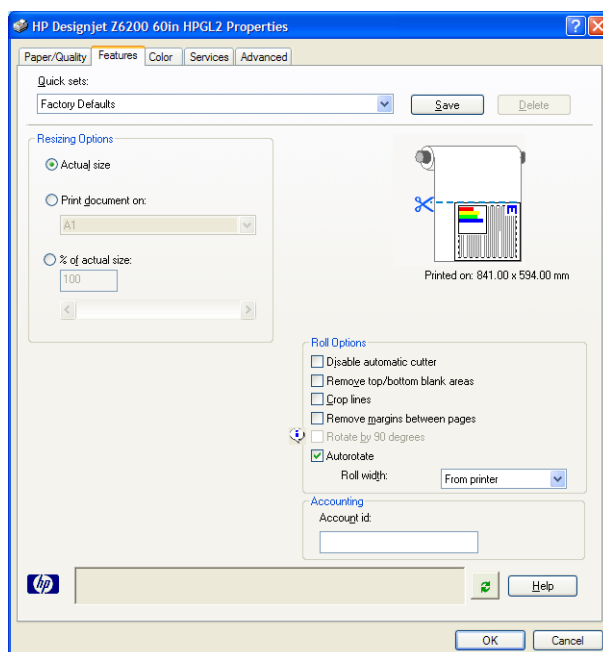 HP Designjet Z6200 60in HPGL2 Properties
Paper/Quality Features Color Services Advanced
Quick sets:
Factory Defaults Save Delete
Resizing Options
Actual size
Print document on:
A1
% of actual size:
100
Printed on: 841.00 x 594.00 mm
Roll Options
Disable automatic cutter
Remove top/bottom blank areas
Crop lines
Remove margins between pages
Rotate by 90 degrees
Autorotate
Roll width: From printer
Accounting
Account id:
hp Help
OK Cancel